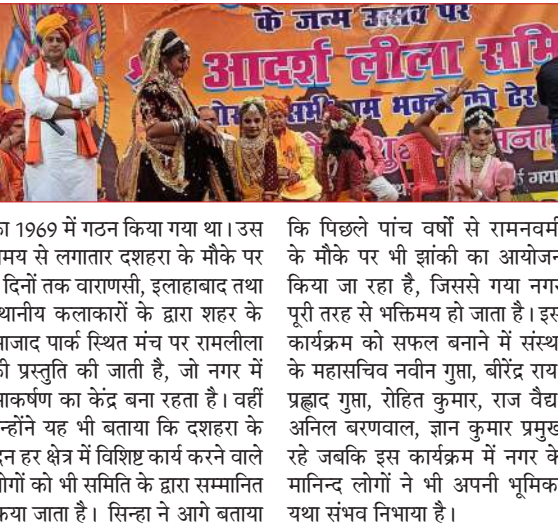 के जन्म उत्सव पर
आदर्श लीला समि
भक्तों की ढेर
गया
का 1969 में गठन किया गया था। उस
समय से लगातार दशहरा के मौके पर
दिनों तक वाराणसी, इलाहाबाद तथा
स्थानीय कलाकारों के द्वारा शहर के
आजाद पार्क स्थित मंच पर रामलीला
की प्रस्तुति की जाती है, जो नगर में
आकर्षण का केंद्र बना रहता है। वहीं
उन्होंने यह भी बताया कि दशहरा के
दिन हर क्षेत्र में विशिष्ट कार्य करने वाले
लोगों को भी समिति के द्वारा सम्मानित
किया जाता है। सिन्हा ने आगे बताया
कि पिछले पांच वर्षो से रामनवमी
के मौके पर भी झांकी का आयोजन
किया जा रहा है, जिससे गया नगर
पूरी तरह से भक्तिमय हो जाता है। इस
कार्यक्रम को सफल बनाने में संस्था
के महासचिव नवीन गुप्ता, बीरेंद्र राय
प्रह्लाद गुप्ता, रोहित कुमार, राज वैद्य
अनिल बरणवाल, ज्ञान कुमार प्रमुख
रहे जबकि इस कार्यक्रम में नगर के
मानिन्द लोगों ने भी अपनी भूमिका
यथा संभव निभाया है।